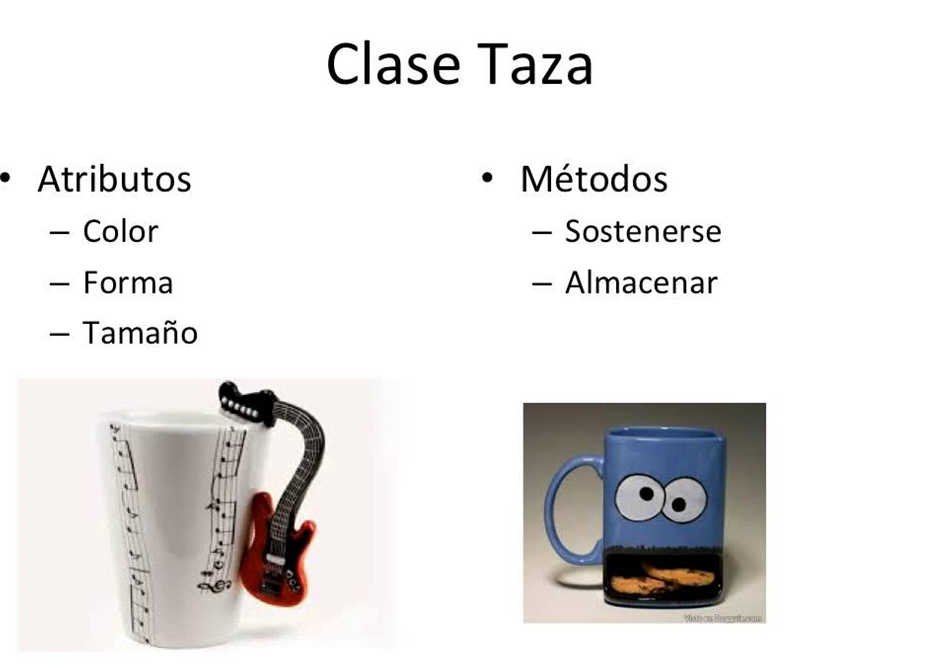 Clase Taza
• Atributos
– Color
– Forma
– Tamaño
• Métodos
– Sostenerse
– Almacenar